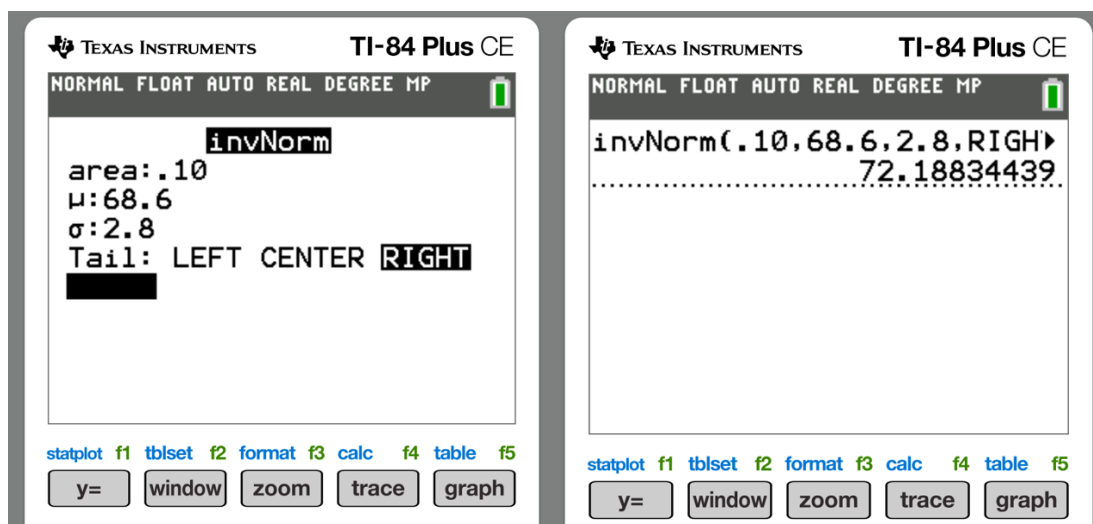 TEXAS INSTRUMENTS TI-84 Plus CE
NORMAL FLOAT AUTO REAL DEGREE MP
invNorm
area:.10
μ:68.6
σ:2.8
Tail: LEFT CENTER RIGHT
statplot f1 tblset f2 format f3 calc f4 table f5
y= window zoom trace graph
TEXAS INSTRUMENTS TI-84 Plus CE
NORMAL FLOAT AUTO REAL DEGREE MP
invNorm(.10,68.6,2.8,RIGH
72.18834439
statplot f1 tblset f2 format f3 calc f4 table f5
y= window zoom trace graph